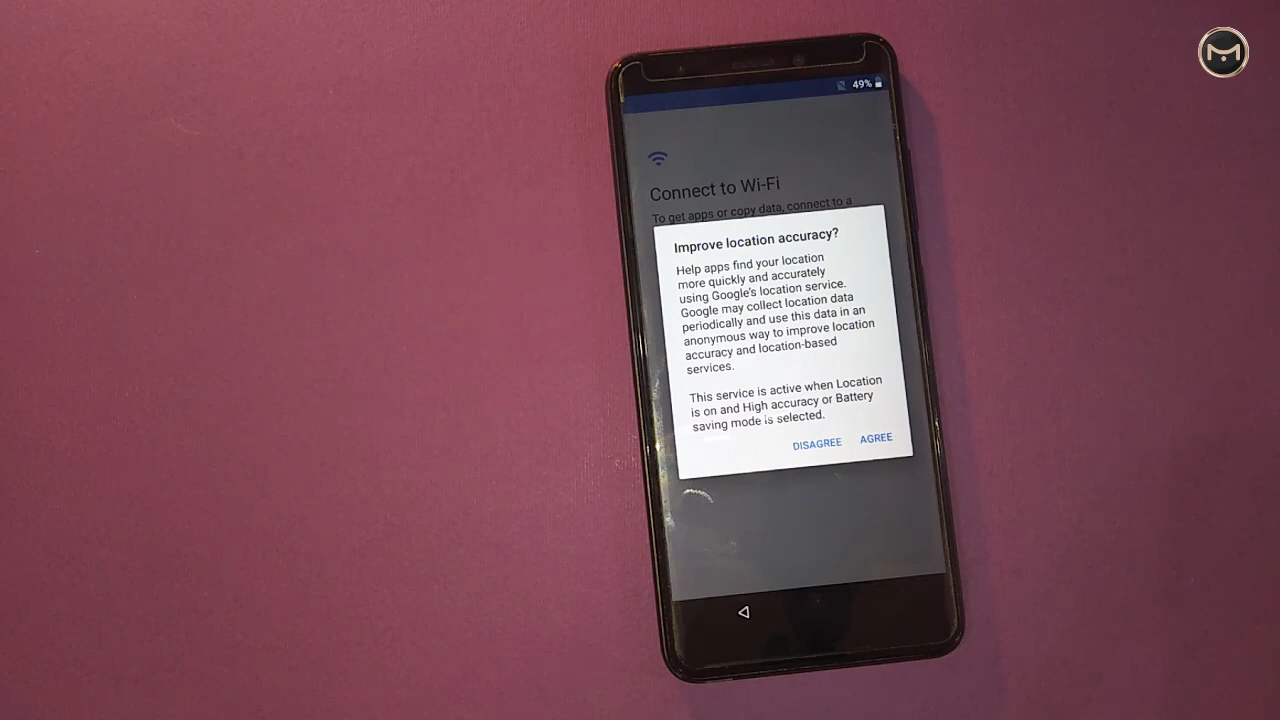 49%
Connect to Wi-Fi
To get apps or copy data, connect to a
Improve location accuracy?
Help apps find your location
more quickly and accurately
using Google's location service.
Google may collect location data
periodically and use this data in an
anonymous way to improve location
accuracy and location-based
services.
This service is active when Location
is on and High accuracy or Battery
saving mode is selected.
DISAGREE AGREE